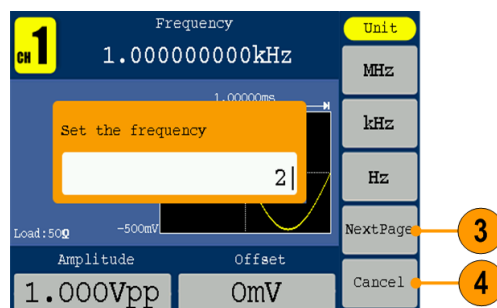 Frequency
CH 1
1.000000000kHz
1.00000ms
Set the frequency
2
Load:50Ω
-500mV
Amplitude
Offset
1.000Vpp
0mV
Unit
MHz
kHz
Hz
NextPage
Cancel
3
4